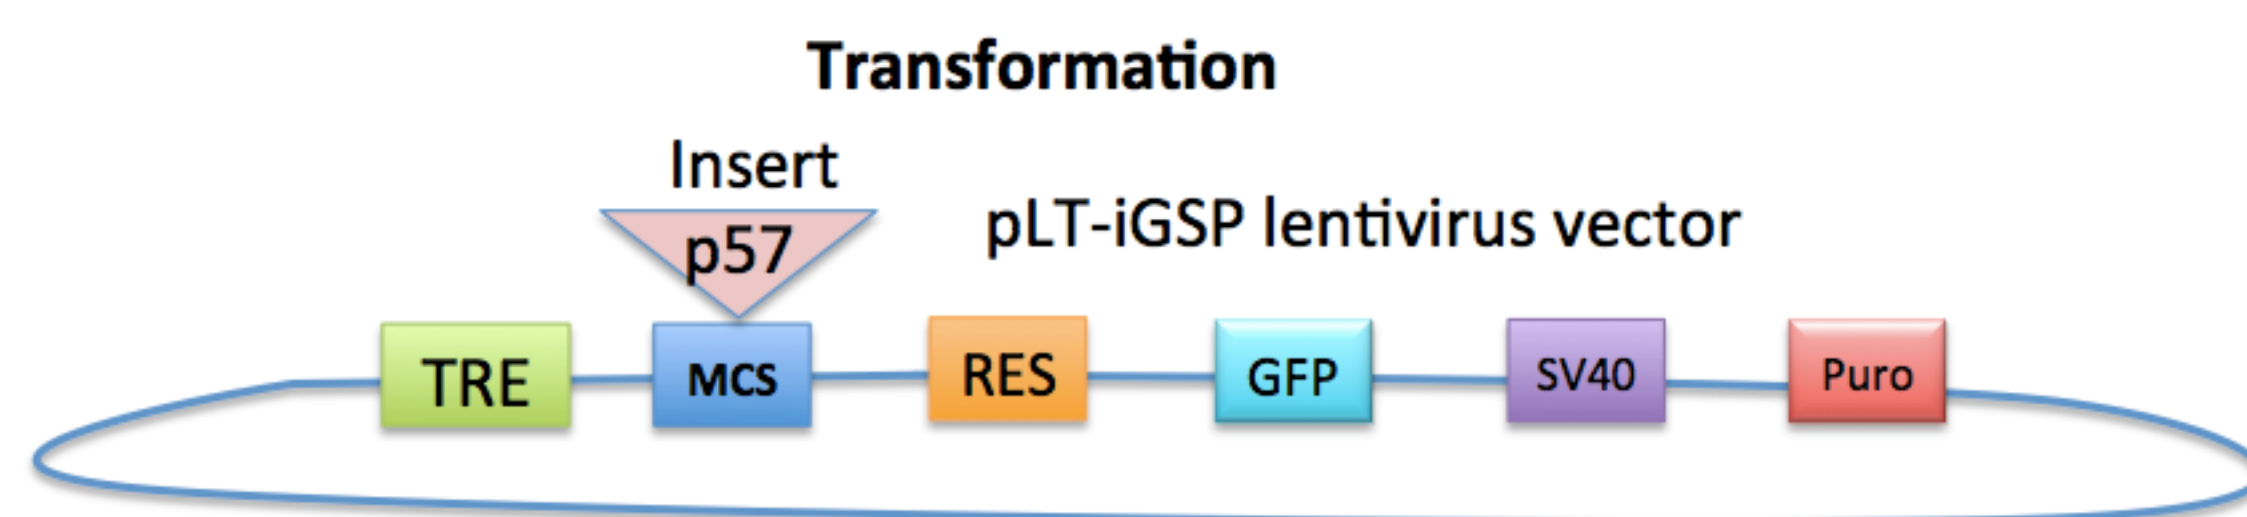 Transformation
Insert
p57
pLT-iGSP lentivirus vector
TRE MCS RES GFP SV40 Puro